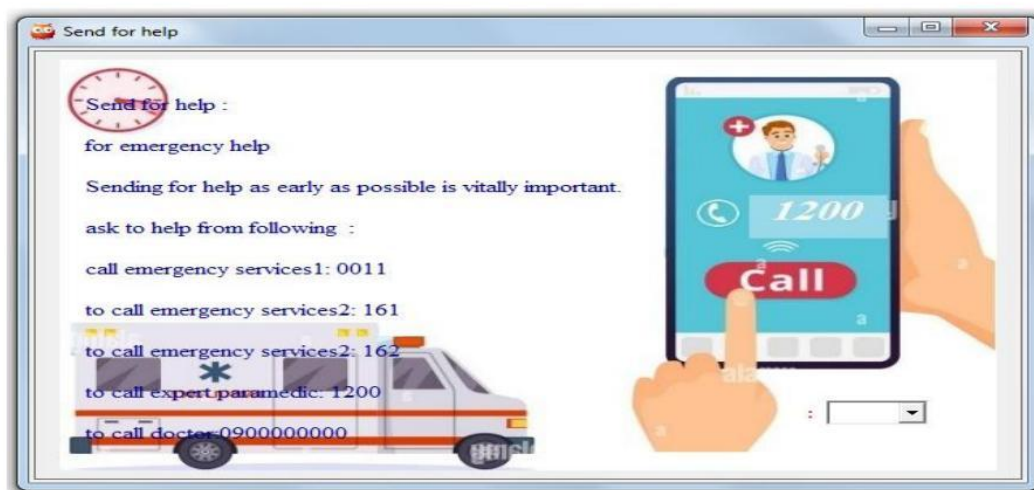 Send for help
Send for help :
for emergency help
Sending for help as early as possible is vitally important.
ask to help from following :
call emergency services1: 0011
to call emergency services2: 161
to call emergency services2: 162
to call expert paramedic: 1200
to call doctor:0900000000
1200
Call
: